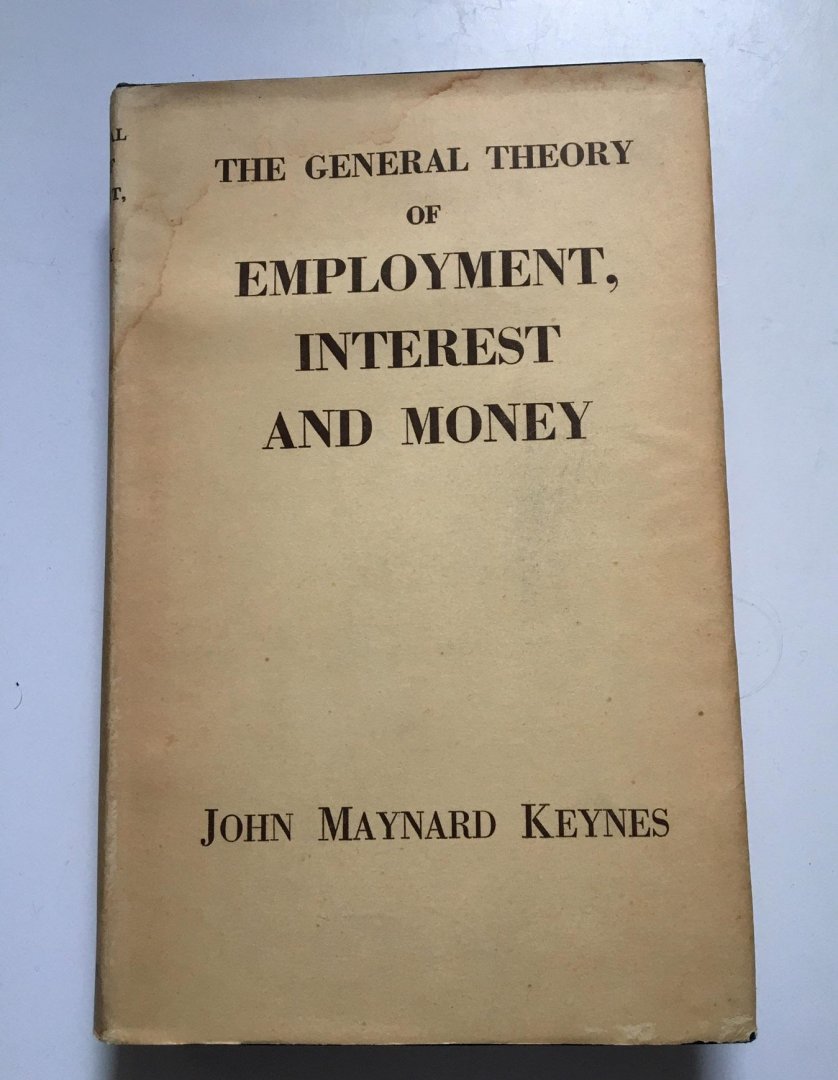 THE GENERAL THEORY
OF
EMPLOYMENT,
INTEREST
AND MONEY
JOHN MAYNARD KEYNES